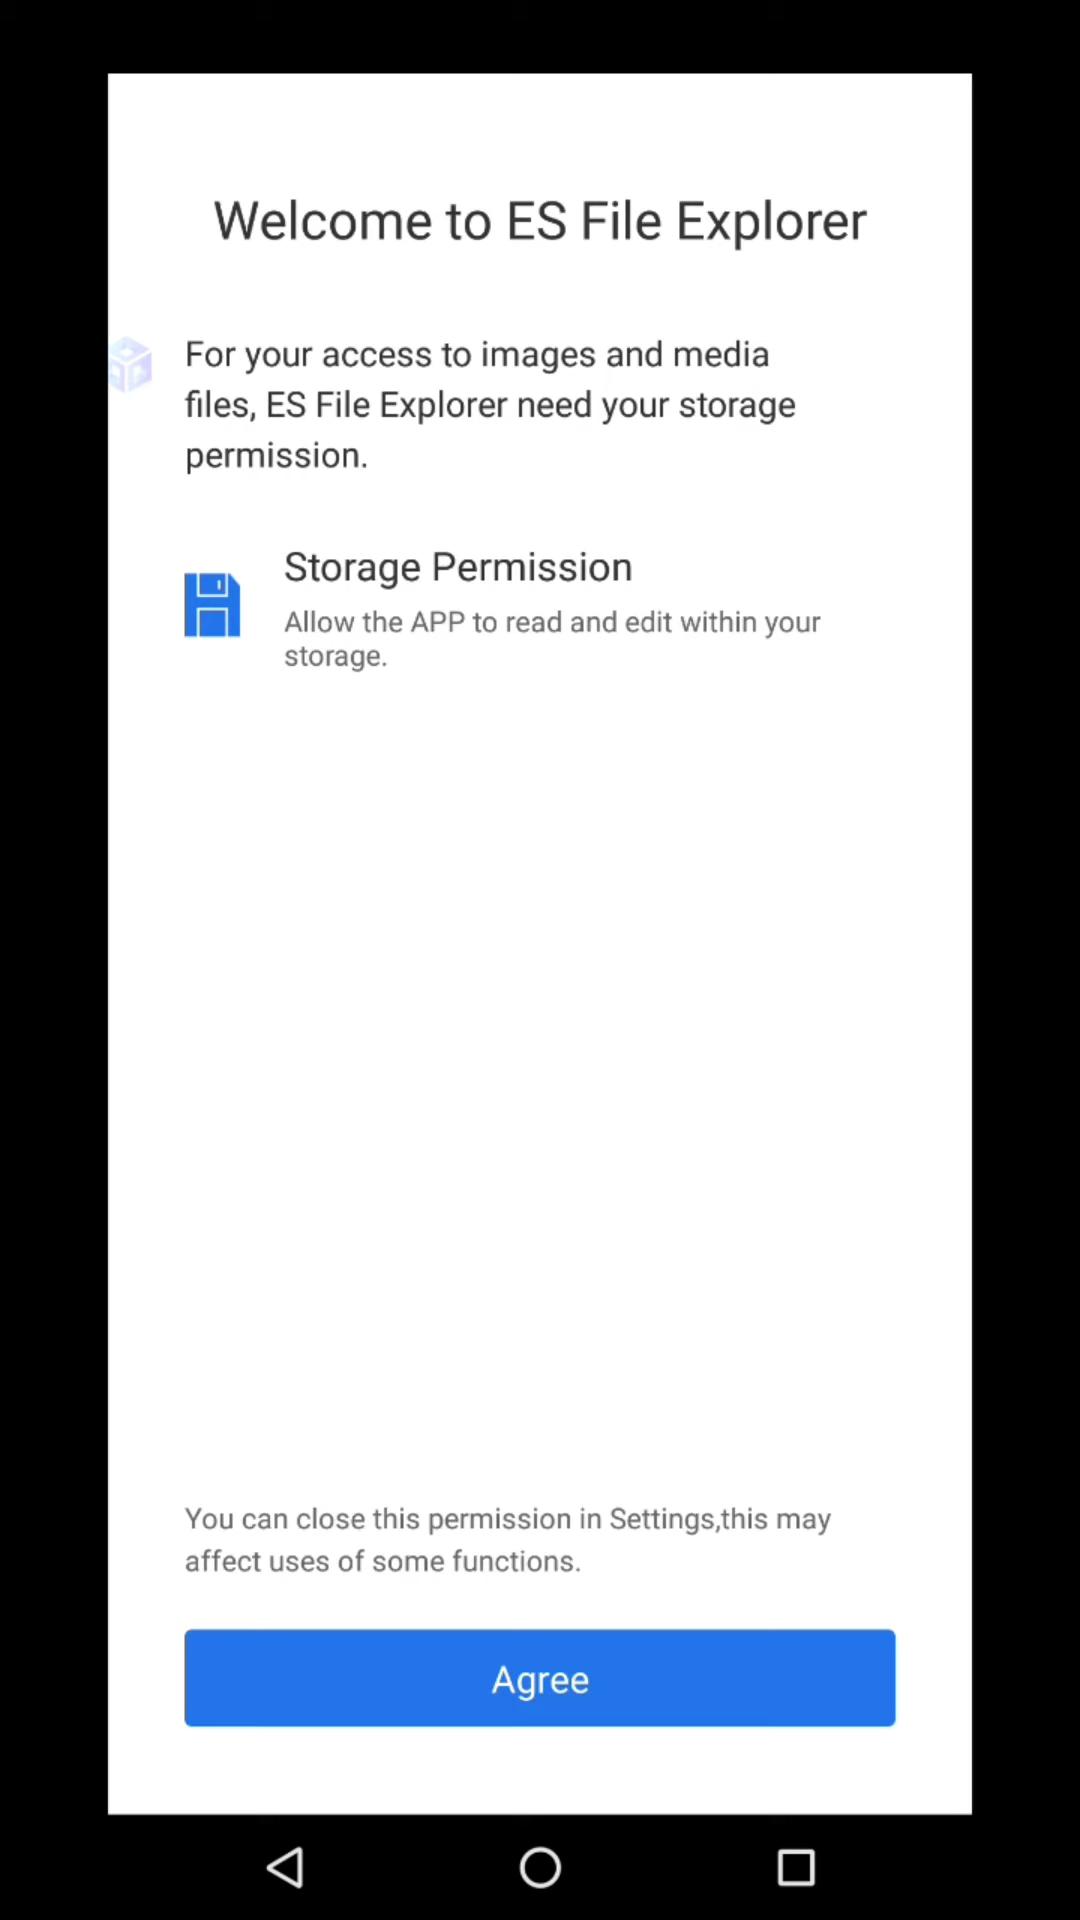 Welcome to ES File Explorer
For your access to images and media
files, ES File Explorer need your storage
permission.
Storage Permission
Allow the APP to read and edit within your
storage.
You can close this permission in Settings,this may
affect uses of some functions.
Agree